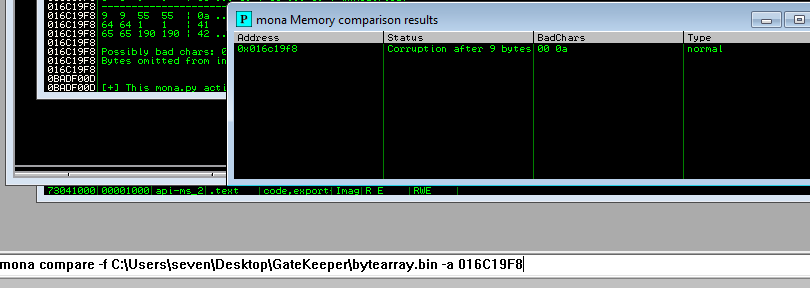 016C19F8
016C19F8 9 9 55 55 | 0a ..
016C19F8 64 64 1 1 | 41
016C19F8 65 65 190 190 | 42 ..
016C19F8
016C19F8 Possibly bad chars: 0
016C19F8 Bytes omitted from in
0BADF00D
0BADF00D [+] This mona.py acti
mona Memory comparison results
Address Status BadChars Type
0x016c19f8 Corruption after 9 bytes 00 0a normal
73041000 00001000 api-ms_2 .text code,export Imag R E RWE
mona compare -f C:\Users\seven\Desktop\GateKeeper\bytearray.bin -a 016C19F8